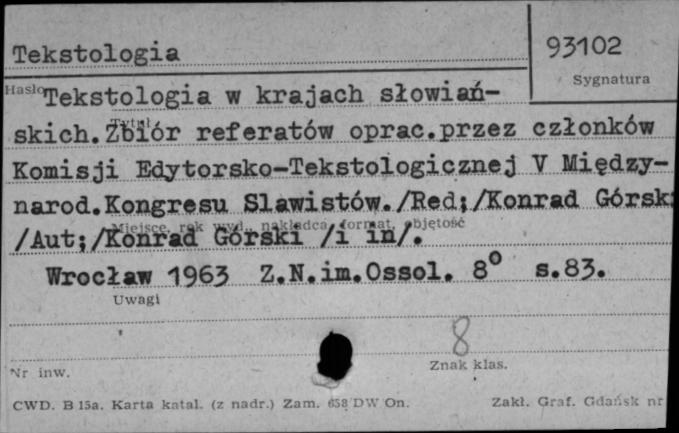 Tekstologia
93102
Sygnatura
Hasło
Tekstologia w krajach słowiań-
skich.Zbiór referatów oprac.przez członków
Tytuł
Komisji Edytorsko-Tekstologicznej V Między-
narod.Kongresu Slawistów./Red;/Konrad Górsk
Miejsce, rok wyd., nakładca, format, objętość
/Aut;/Konrad Górski /i in/.
Wrocław 1963 Z.N.im.Ossol. 8° s.83.
Uwagi
8
Nr inw.
Znak klas.
CWD. B 15a. Karta katal. (z nadr.) Zam. 658 DW On.
Zakł. Graf. Gdańsk nr